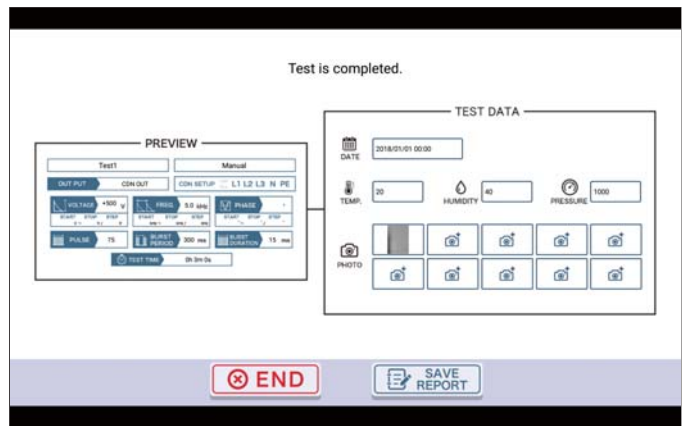 Test is completed.
PREVIEW
Test1 Manual
OUT PUT CDN OUT CDN SETUP L1 L2 L3 N PE
VOLTAGE +500 V FREQ. 5.0 kHz PHASE -
START STOP STEP START STOP STEP START STOP STEP
PULSE 75 BURST PERIOD 300 ms BURST DURATION 15 ms
TEST TIME 0h 3m 0s
TEST DATA
DATE 2018/01/01 00:00
TEMP. 20 HUMIDITY 40 PRESSURE 1000
PHOTO
END SAVE REPORT